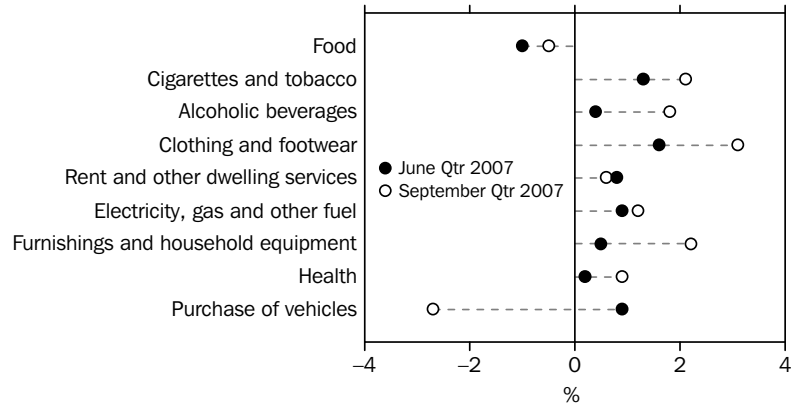 Food
Cigarettes and tobacco
Alcoholic beverages
Clothing and footwear
June Qtr 2007
Rent and other dwelling services
September Qtr 2007
Electricity, gas and other fuel
Furnishings and household equipment
Health
Purchase of vehicles
–4 –2 0 2 4
%